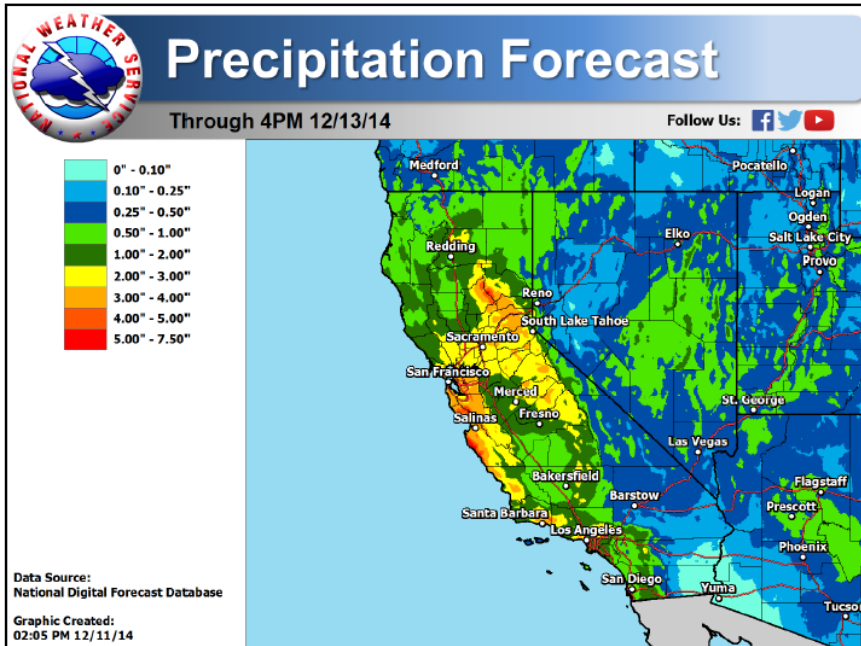 NATIONAL WEATHER SERVICE
Precipitation Forecast
Through 4PM 12/13/14
Follow Us:
0" - 0.10"
0.10" - 0.25"
0.25" - 0.50"
0.50" - 1.00"
1.00" - 2.00"
2.00" - 3.00"
3.00" - 4.00"
4.00" - 5.00"
5.00" - 7.50"
Medford
Pocatello
Logan
Ogden
Elko
Salt Lake City
Redding
Provo
Reno
South Lake Tahoe
Sacramento
San Francisco
Merced
St. George
Salinas
Fresno
Las Vegas
Bakersfield
Flagstaff
Barstow
Prescott
Santa Barbara
Los Angeles
Phoenix
San Diego
Yuma
Tucso
Data Source:
National Digital Forecast Database
Graphic Created:
02:05 PM 12/11/14